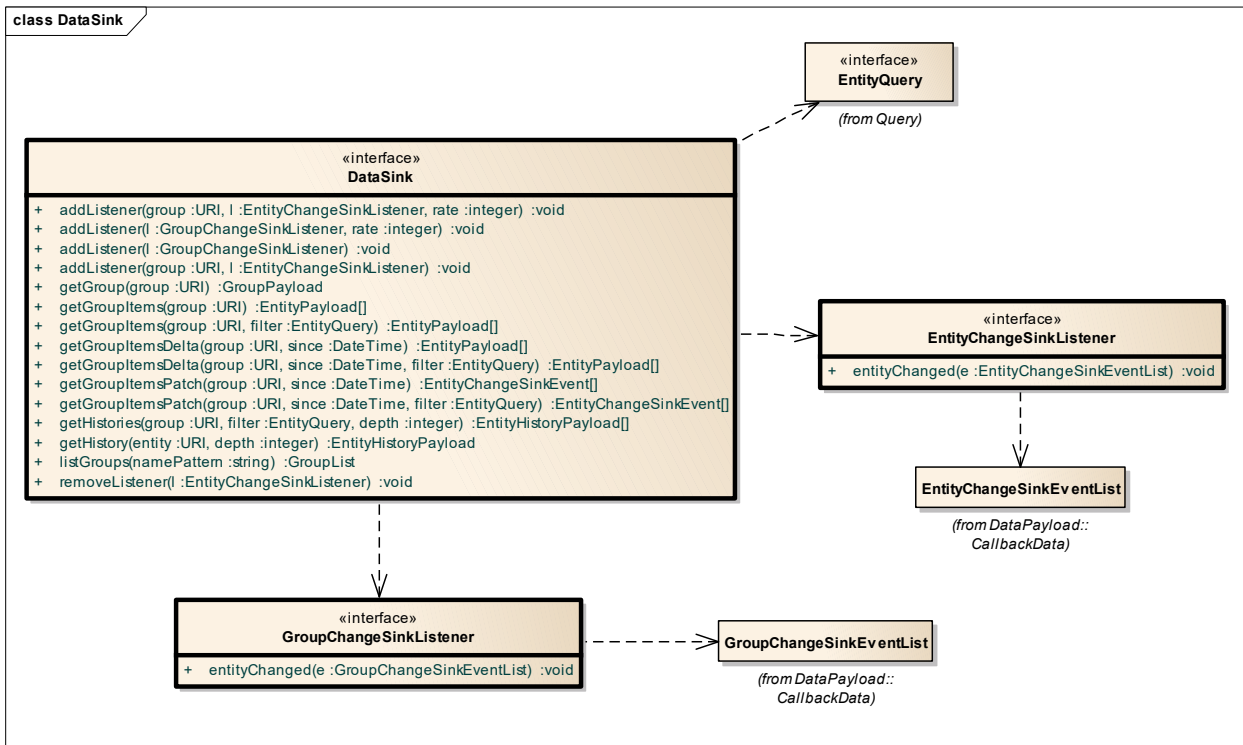 class DataSink
«interface»
EntityQuery
(from Query)
«interface»
DataSink
+ addListener(group :URI, l :EntityChangeSinkListener, rate :integer) :void
+ addListener(l :GroupChangeSinkListener, rate :integer) :void
+ addListener(l :GroupChangeSinkListener) :void
+ addListener(group :URI, l :EntityChangeSinkListener) :void
+ getGroup(group :URI) :GroupPayload
+ getGroupItems(group :URI) :EntityPayload[]
+ getGroupItems(group :URI, filter :EntityQuery) :EntityPayload[]
+ getGroupItemsDelta(group :URI, since :DateTime) :EntityPayload[]
+ getGroupItemsDelta(group :URI, since :DateTime, filter :EntityQuery) :EntityPayload[]
+ getGroupItemsPatch(group :URI, since :DateTime) :EntityChangeSinkEvent[]
+ getGroupItemsPatch(group :URI, since :DateTime, filter :EntityQuery) :EntityChangeSinkEvent[]
+ getHistories(group :URI, filter :EntityQuery, depth :integer) :EntityHistoryPayload[]
+ getHistory(entity :URI, depth :integer) :EntityHistoryPayload
+ listGroups(namePattern :string) :GroupList
+ removeListener(l :EntityChangeSinkListener) :void
«interface»
EntityChangeSinkListener
+ entityChanged(e :EntityChangeSinkEventList) :void
EntityChangeSinkEventList
(from DataPayload::
CallbackData)
«interface»
GroupChangeSinkListener
+ entityChanged(e :GroupChangeSinkEventList) :void
GroupChangeSinkEventList
(from DataPayload::
CallbackData)